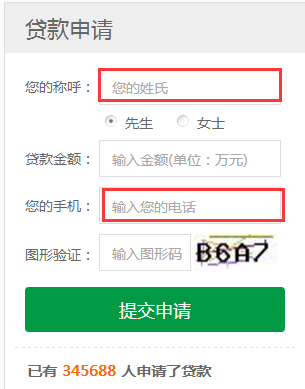 贷款申请
您的称呼： 您的姓氏
先生 女士
贷款金额： 输入金额(单位：万元)
您的手机： 输入您的电话
图形验证： 输入图形码 B6A7
提交申请
已有 345688 人申请了贷款